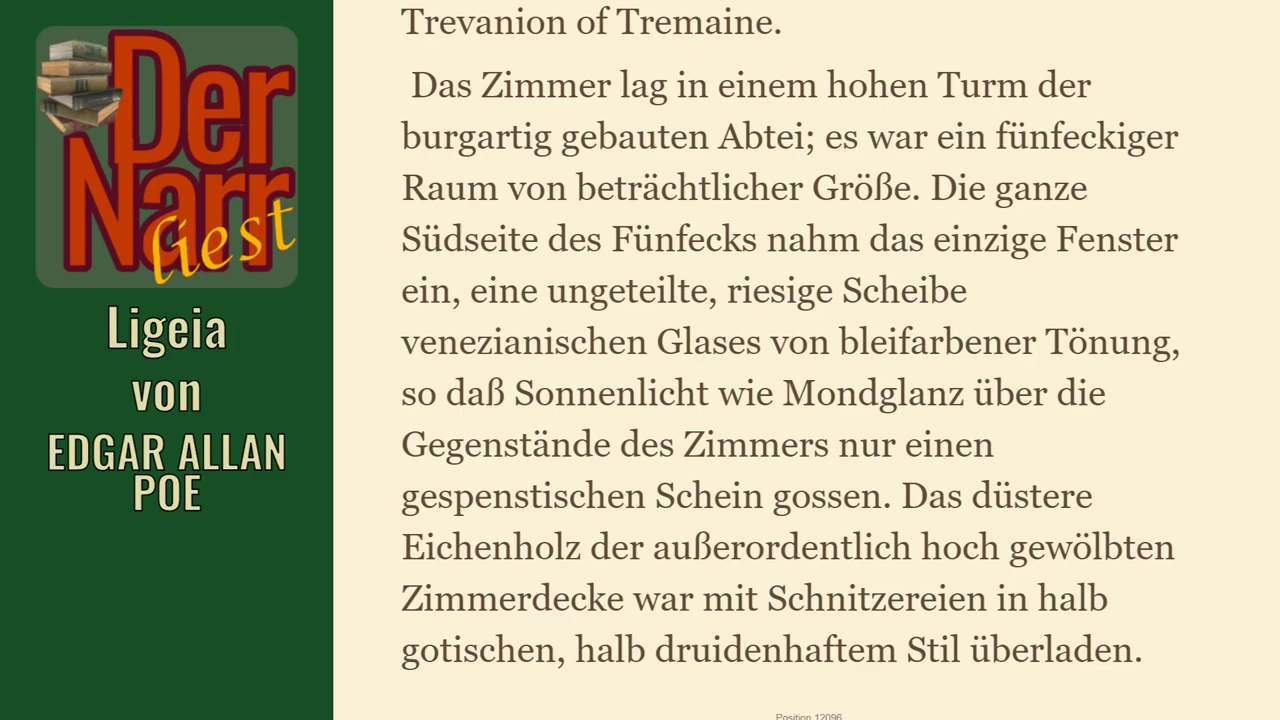 Der
Narr
liest
Ligeia
von
EDGAR ALLAN
POE
Trevanion of Tremaine.
Das Zimmer lag in einem hohen Turm der
burgartig gebauten Abtei; es war ein fünfeckiger
Raum von beträchtlicher Größe. Die ganze
Südseite des Fünfecks nahm das einzige Fenster
ein, eine ungeteilte, riesige Scheibe
venezianischen Glases von bleifarbener Tönung,
so daß Sonnenlicht wie Mondglanz über die
Gegenstände des Zimmers nur einen
gespenstischen Schein gossen. Das düstere
Eichenholz der außerordentlich hoch gewölbten
Zimmerdecke war mit Schnitzereien in halb
gotischen, halb druidenhaftem Stil überladen.
Position 12096